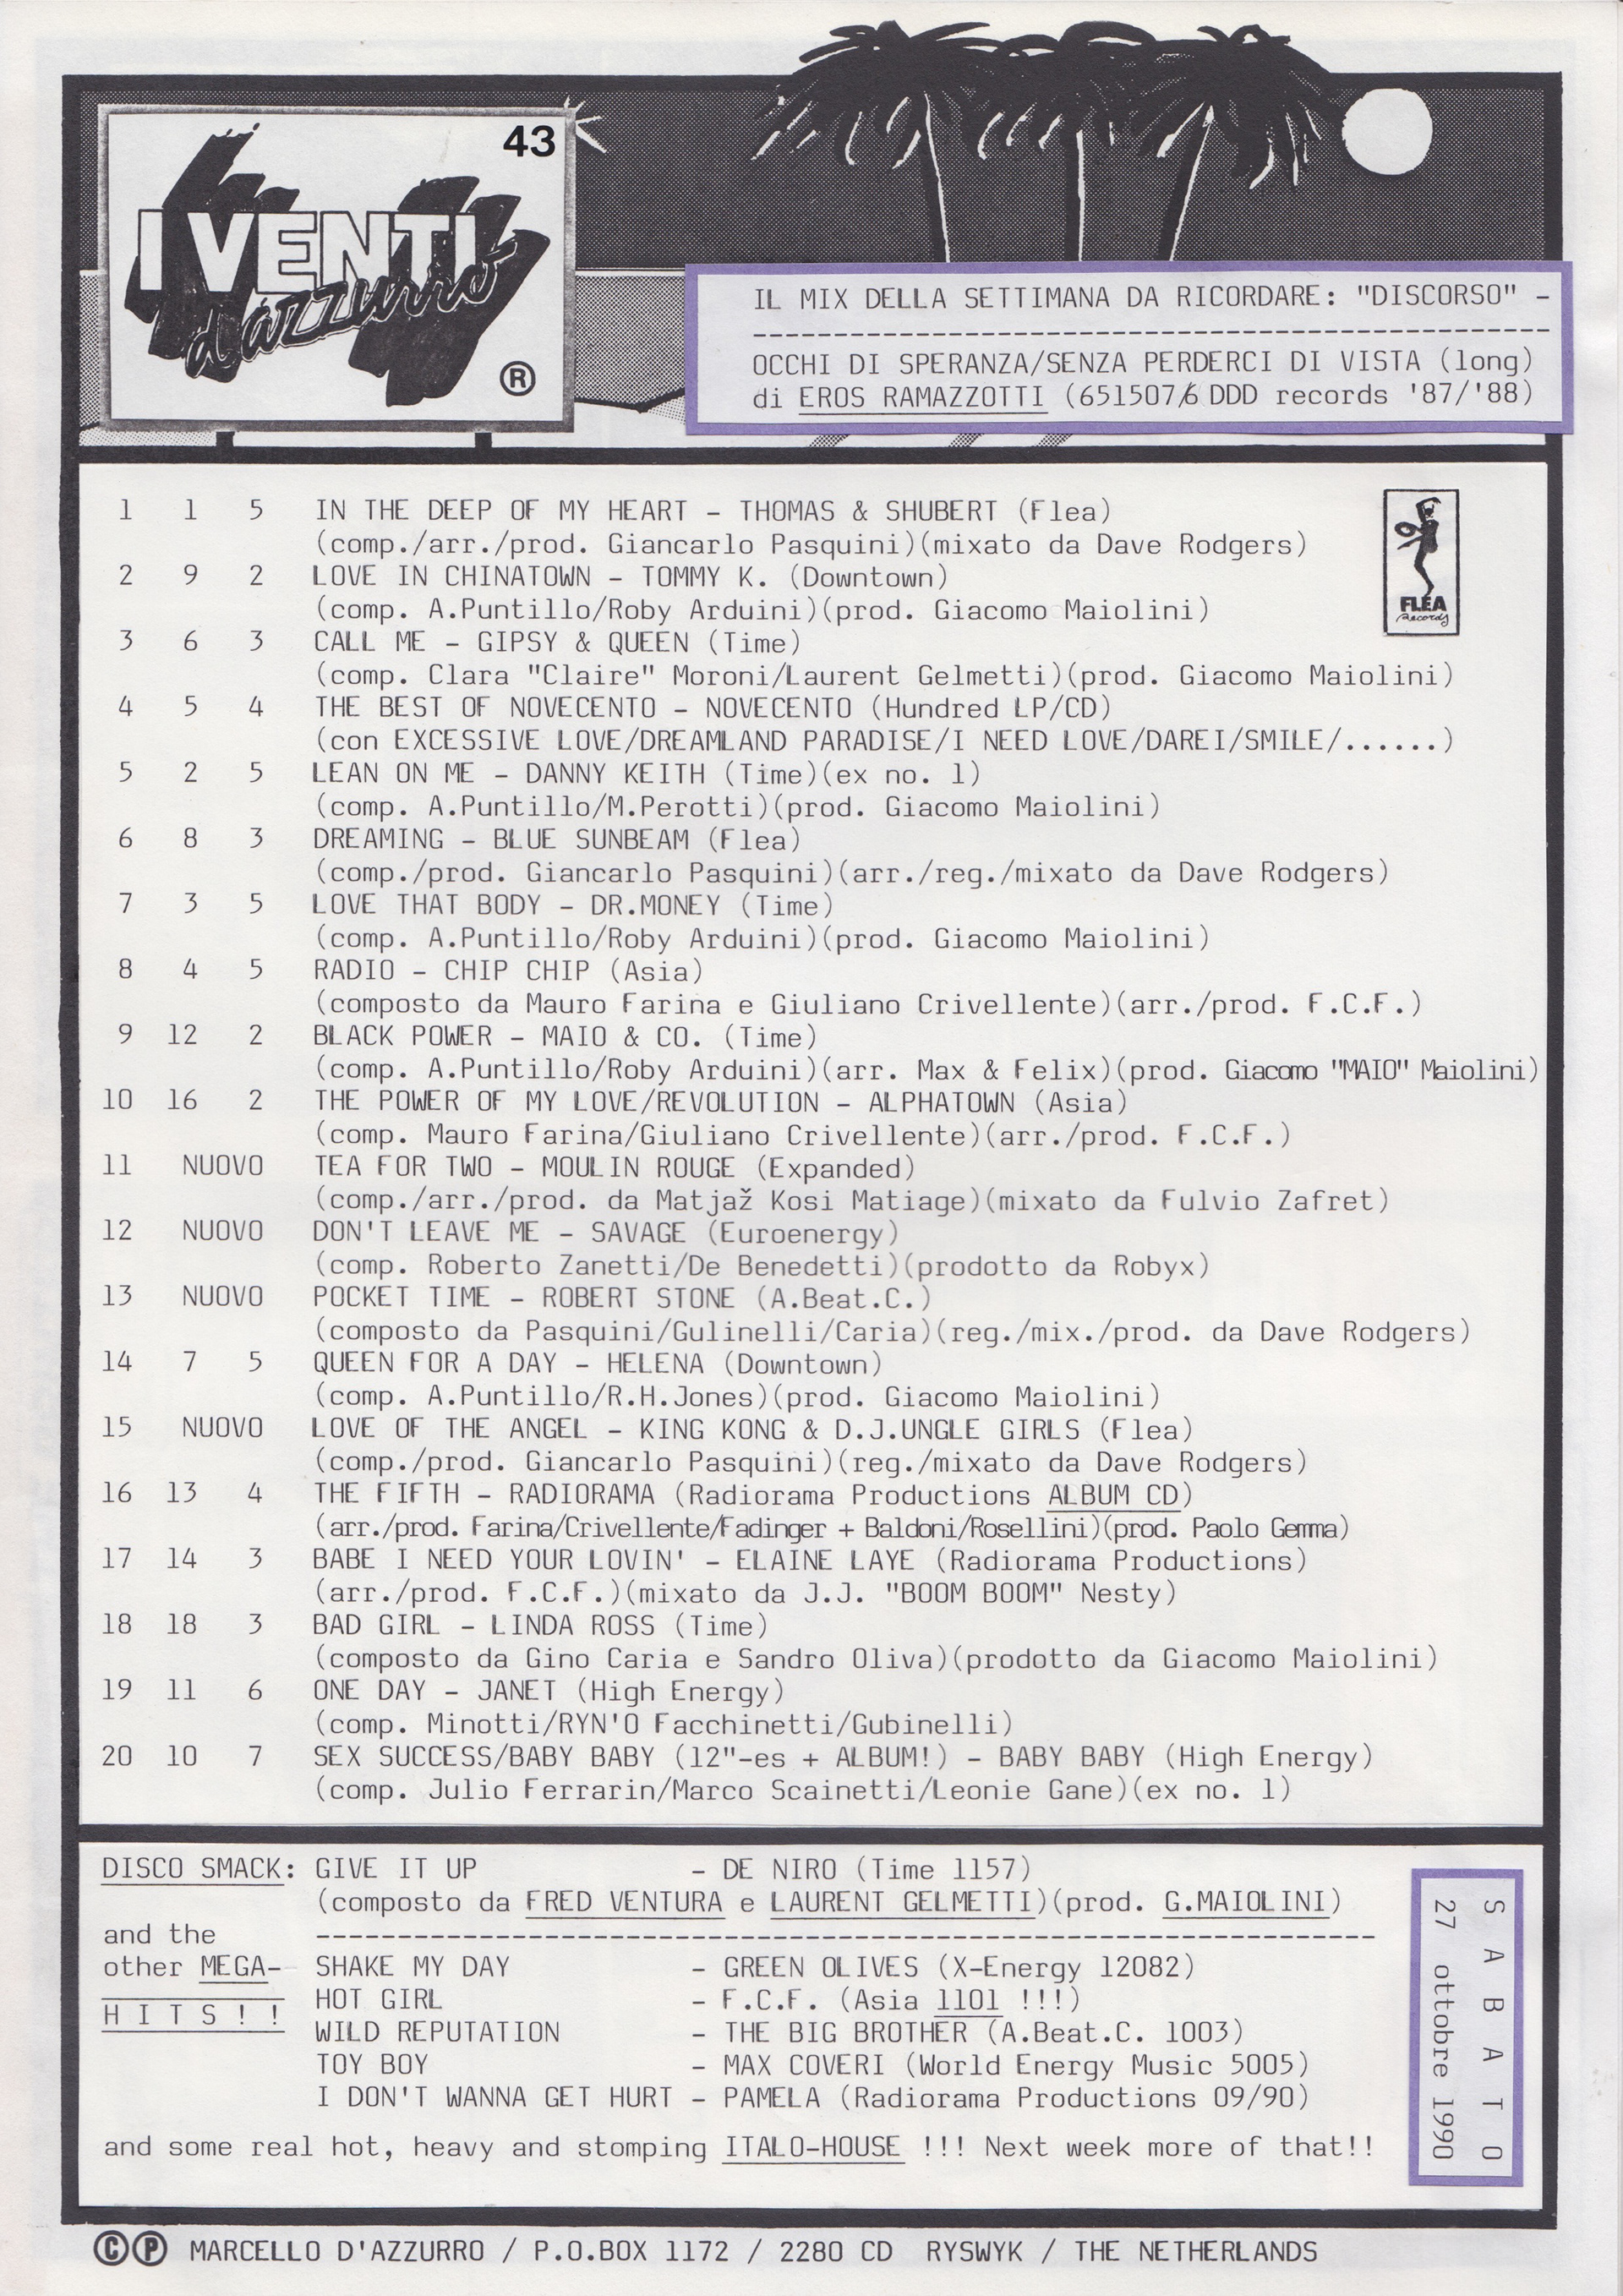 43
I VENTI
d'azzurro
®
IL MIX DELLA SETTIMANA DA RICORDARE: "DISCORSO" -
OCCHI DI SPERANZA/SENZA PERDERCI DI VISTA (long)
di EROS RAMAZZOTTI (651507/6 DDD records '87/'88)
FLEA
Records
1 1 5 IN THE DEEP OF MY HEART - THOMAS & SHUBERT (Flea)
(comp./arr./prod. Giancarlo Pasquini)(mixato da Dave Rodgers)
2 9 2 LOVE IN CHINATOWN - TOMMY K. (Downtown)
(comp. A.Puntillo/Roby Arduini)(prod. Giacomo Maiolini)
3 6 3 CALL ME - GIPSY & QUEEN (Time)
(comp. Clara "Claire" Moroni/Laurent Gelmetti)(prod. Giacomo Maiolini)
4 5 4 THE BEST OF NOVECENTO - NOVECENTO (Hundred LP/CD)
(con EXCESSIVE LOVE/DREAMLAND PARADISE/I NEED LOVE/DAREI/SMILE/......)
5 2 5 LEAN ON ME - DANNY KEITH (Time)(ex no. 1)
(comp. A.Puntillo/M.Perotti)(prod. Giacomo Maiolini)
6 8 3 DREAMING - BLUE SUNBEAM (Flea)
(comp./prod. Giancarlo Pasquini)(arr./reg./mixato da Dave Rodgers)
7 3 5 LOVE THAT BODY - DR.MONEY (Time)
(comp. A.Puntillo/Roby Arduini)(prod. Giacomo Maiolini)
8 4 5 RADIO - CHIP CHIP (Asia)
(composto da Mauro Farina e Giuliano Crivellente)(arr./prod. F.C.F.)
9 12 2 BLACK POWER - MAIO & CO. (Time)
(comp. A.Puntillo/Roby Arduini)(arr. Max & Felix)(prod. Giacomo "MAIO" Maiolini)
10 16 2 THE POWER OF MY LOVE/REVOLUTION - ALPHATOWN (Asia)
(comp. Mauro Farina/Giuliano Crivellente)(arr./prod. F.C.F.)
11 NUOVO TEA FOR TWO - MOULIN ROUGE (Expanded)
(comp./arr./prod. da Matjaž Kosi Matiage)(mixato da Fulvio Zafret)
12 NUOVO DON'T LEAVE ME - SAVAGE (Euroenergy)
(comp. Roberto Zanetti/De Benedetti)(prodotto da Robyx)
13 NUOVO POCKET TIME - ROBERT STONE (A.Beat.C.)
(composto da Pasquini/Gulinelli/Caria)(reg./mix./prod. da Dave Rodgers)
14 7 5 QUEEN FOR A DAY - HELENA (Downtown)
(comp. A.Puntillo/R.H.Jones)(prod. Giacomo Maiolini)
15 NUOVO LOVE OF THE ANGEL - KING KONG & D.J.UNGLE GIRLS (Flea)
(comp./prod. Giancarlo Pasquini)(reg./mixato da Dave Rodgers)
16 13 4 THE FIFTH - RADIORAMA (Radiorama Productions ALBUM CD)
(arr./prod. Farina/Crivellente/Fadinger + Baldoni/Rosellini)(prod. Paolo Gemma)
17 14 3 BABE I NEED YOUR LOVIN' - ELAINE LAYE (Radiorama Productions)
(arr./prod. F.C.F.)(mixato da J.J. "BOOM BOOM" Nesty)
18 18 3 BAD GIRL - LINDA ROSS (Time)
(composto da Gino Caria e Sandro Oliva)(prodotto da Giacomo Maiolini)
19 11 6 ONE DAY - JANET (High Energy)
(comp. Minotti/RYN'O Facchinetti/Gubinelli)
20 10 7 SEX SUCCESS/BABY BABY (12"-es + ALBUM!) - BABY BABY (High Energy)
(comp. Julio Ferrarin/Marco Scainetti/Leonie Gane)(ex no. 1)
DISCO SMACK: GIVE IT UP - DE NIRO (Time 1157)
(composto da FRED VENTURA e LAURENT GELMETTI)(prod. G.MAIOLINI)
and the
other MEGA- SHAKE MY DAY - GREEN OLIVES (X-Energy 12082)
HITS!! HOT GIRL - F.C.F. (Asia 1101 !!!)
WILD REPUTATION - THE BIG BROTHER (A.Beat.C. 1003)
TOY BOY - MAX COVERI (World Energy Music 5005)
I DON'T WANNA GET HURT - PAMELA (Radiorama Productions 09/90)
and some real hot, heavy and stomping ITALO-HOUSE !!! Next week more of that!!
SABATO
27 ottobre 1990
© Ⓟ MARCELLO D'AZZURRO / P.O.BOX 1172 / 2280 CD RYSWYK / THE NETHERLANDS